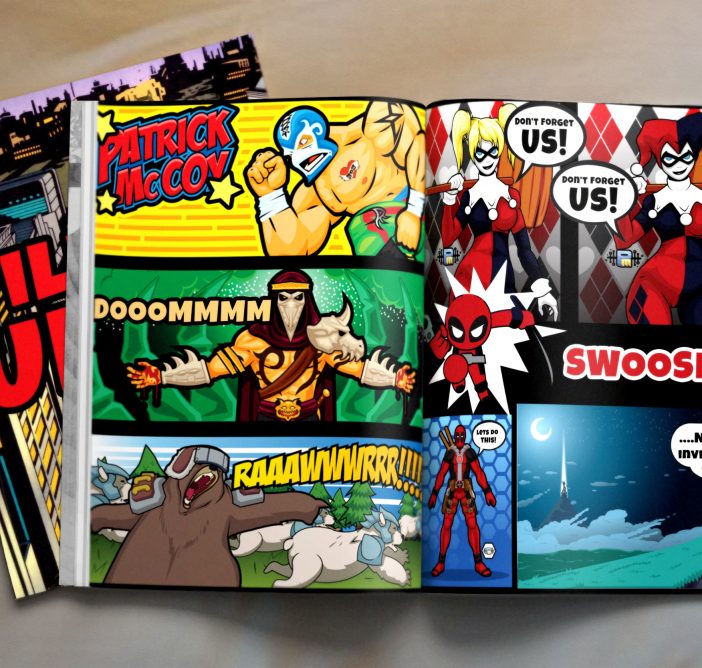 PATRICK
McCOY
DOOOMMMM
RAAAWWWRRR!!!!
DON'T FORGET
US!
DON'T FORGET
US!
LETS DO
THIS!